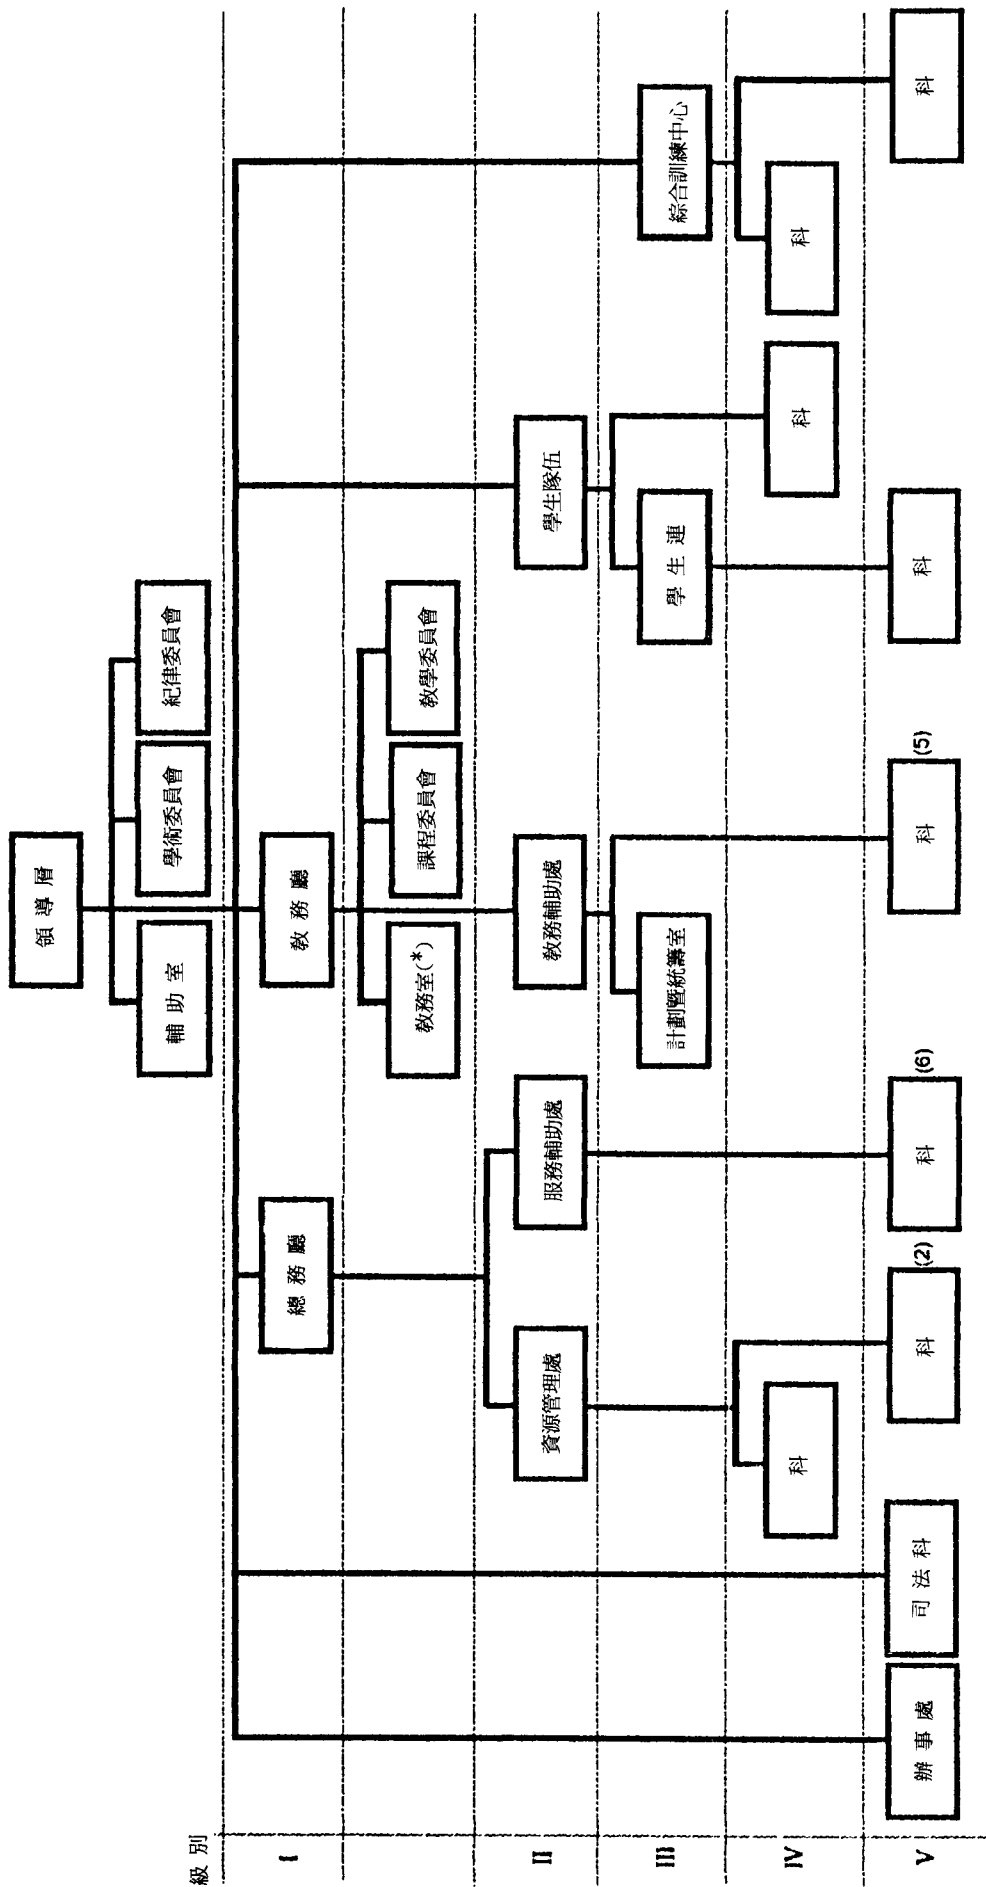 級別
領導層
輔助室
學術委員會
紀律委員會
I
總務廳
教務廳
教務室(*)
課程委員會
教學委員會
II
資源管理處
服務輔助處
教務輔助處
學生隊伍
III
計劃暨統籌室
學生連
綜合訓練中心
IV
科
科
科
V
辦事處
司法科
科
(2)
科
(6)
科
(5)
科
科